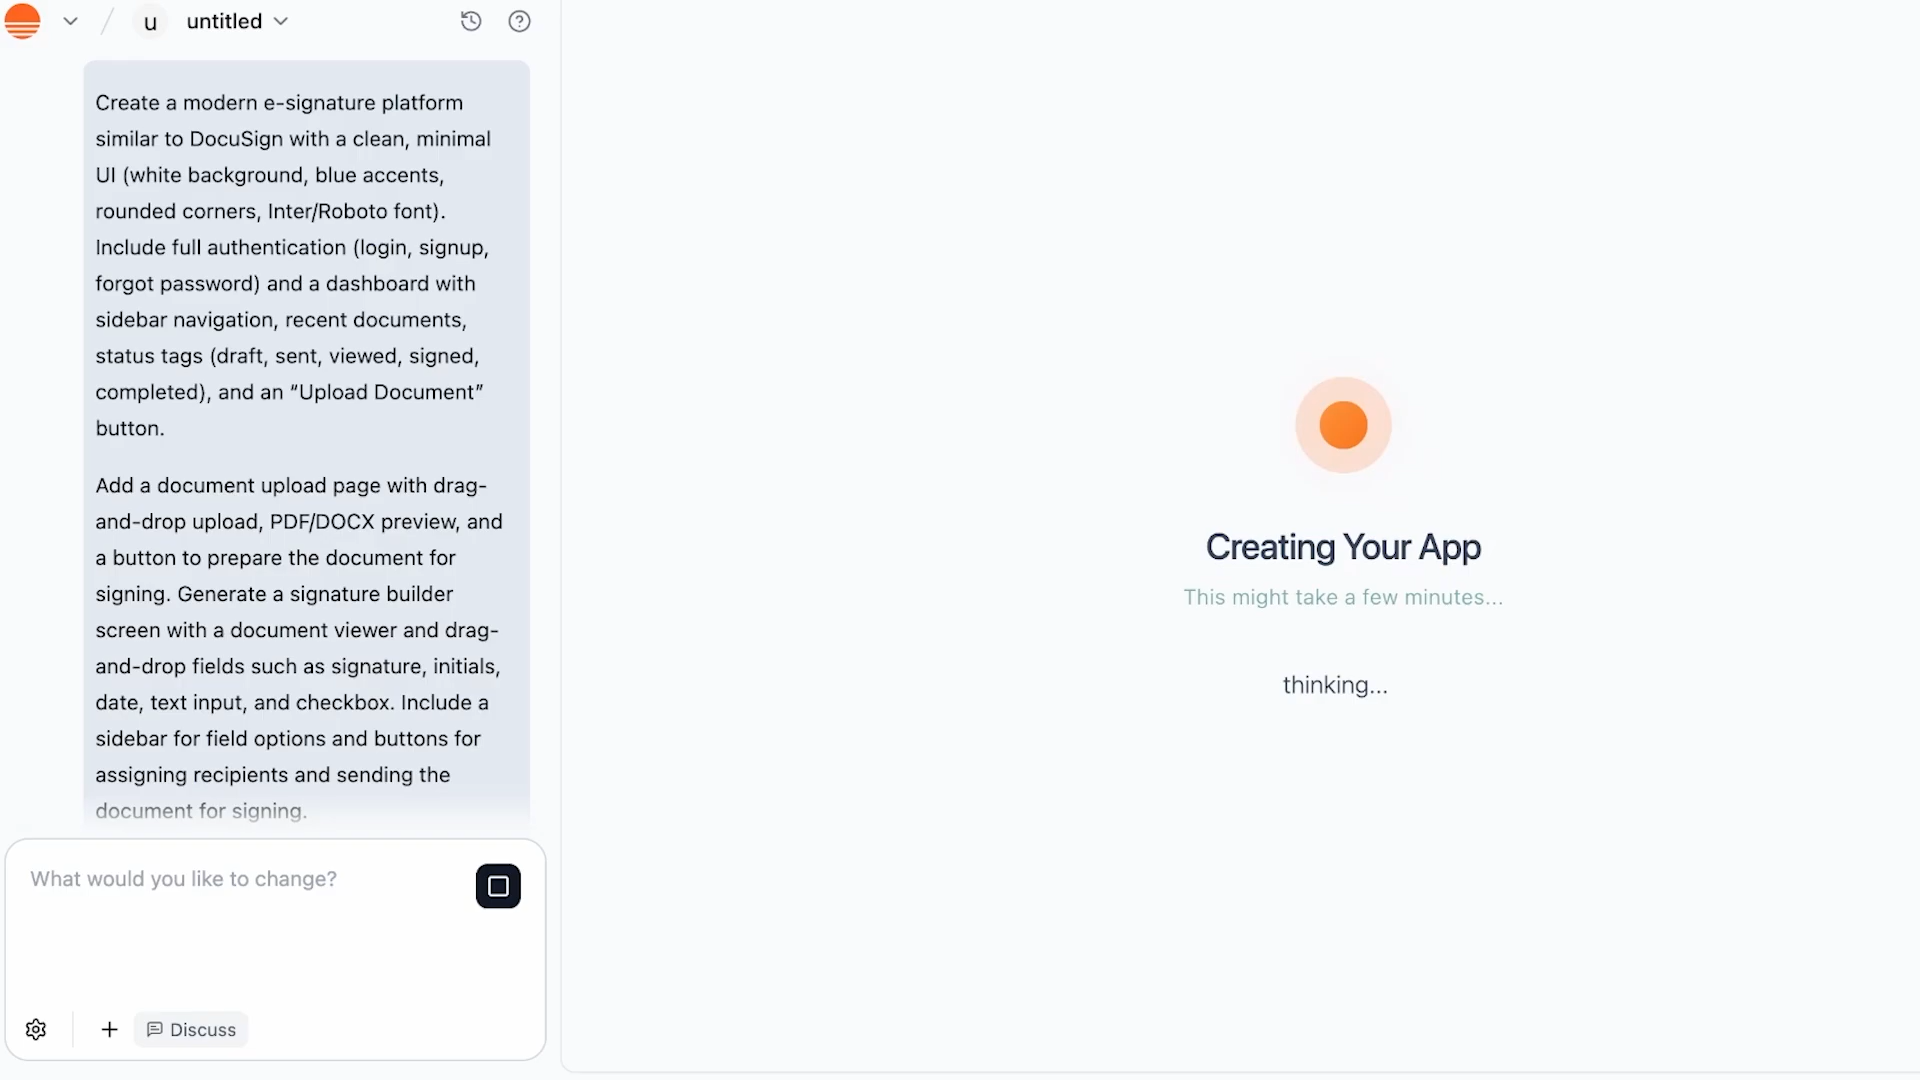 u untitled
Create a modern e-signature platform
similar to DocuSign with a clean, minimal
UI (white background, blue accents,
rounded corners, Inter/Roboto font).
Include full authentication (login, signup,
forgot password) and a dashboard with
sidebar navigation, recent documents,
status tags (draft, sent, viewed, signed,
completed), and an “Upload Document”
button.
Add a document upload page with drag-
and-drop upload, PDF/DOCX preview, and
a button to prepare the document for
signing. Generate a signature builder
screen with a document viewer and drag-
and-drop fields such as signature, initials,
date, text input, and checkbox. Include a
sidebar for field options and buttons for
assigning recipients and sending the
document for signing.
What would you like to change?
Discuss
Creating Your App
This might take a few minutes...
thinking...